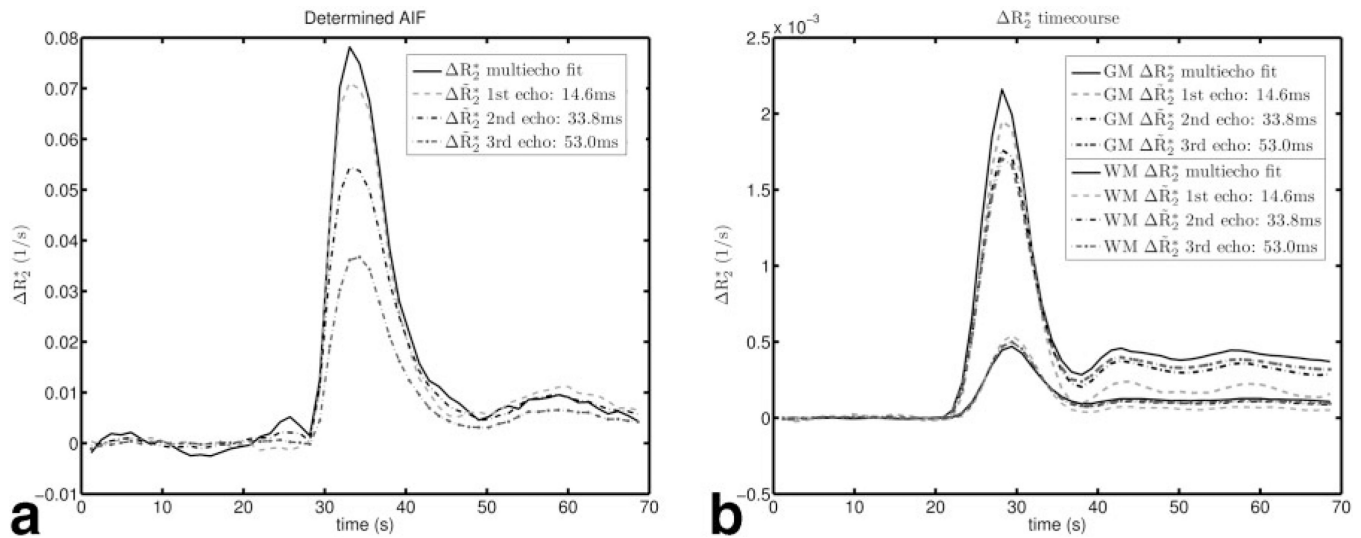 Determined AIF
0.08
0.07
0.06
0.05
0.04
0.03
0.02
0.01
0
−0.01
ΔR₂* (1/s)
0 10 20 30 40 50 60 70
time (s)
ΔR₂* multiecho fit
ΔR̃₂* 1st echo: 14.6ms
ΔR̃₂* 2nd echo: 33.8ms
ΔR̃₂* 3rd echo: 53.0ms
a
ΔR₂* timecourse
x 10⁻³
2.5
2
1.5
1
0.5
0
−0.5
ΔR₂* (1/s)
0 10 20 30 40 50 60 70
time (s)
GM ΔR₂* multiecho fit
GM ΔR̃₂* 1st echo: 14.6ms
GM ΔR̃₂* 2nd echo: 33.8ms
GM ΔR̃₂* 3rd echo: 53.0ms
WM ΔR₂* multiecho fit
WM ΔR̃₂* 1st echo: 14.6ms
WM ΔR̃₂* 2nd echo: 33.8ms
WM ΔR̃₂* 3rd echo: 53.0ms
b